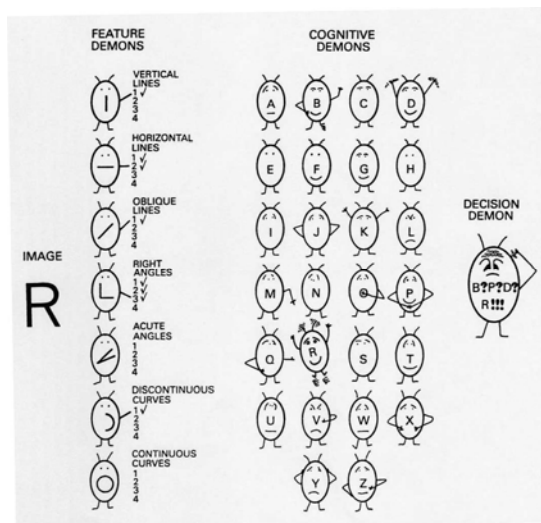 FEATURE
DEMONS
COGNITIVE
DEMONS
VERTICAL
LINES
1 ✓
2
3
4
HORIZONTAL
LINES
1 ✓
2 ✓
3
4
OBLIQUE
LINES
1 ✓
2
3
4
RIGHT
ANGLES
1 ✓
2 ✓
3 ✓
4
ACUTE
ANGLES
1
2
3
4
DISCONTINUOUS
CURVES
1 ✓
2
3
4
CONTINUOUS
CURVES
1
2
3
4
IMAGE
R
A B C D
E F G H
I J K L
M N O P
Q R S T
U V W X
Y Z
DECISION
DEMON
B?P?D?
R!!!